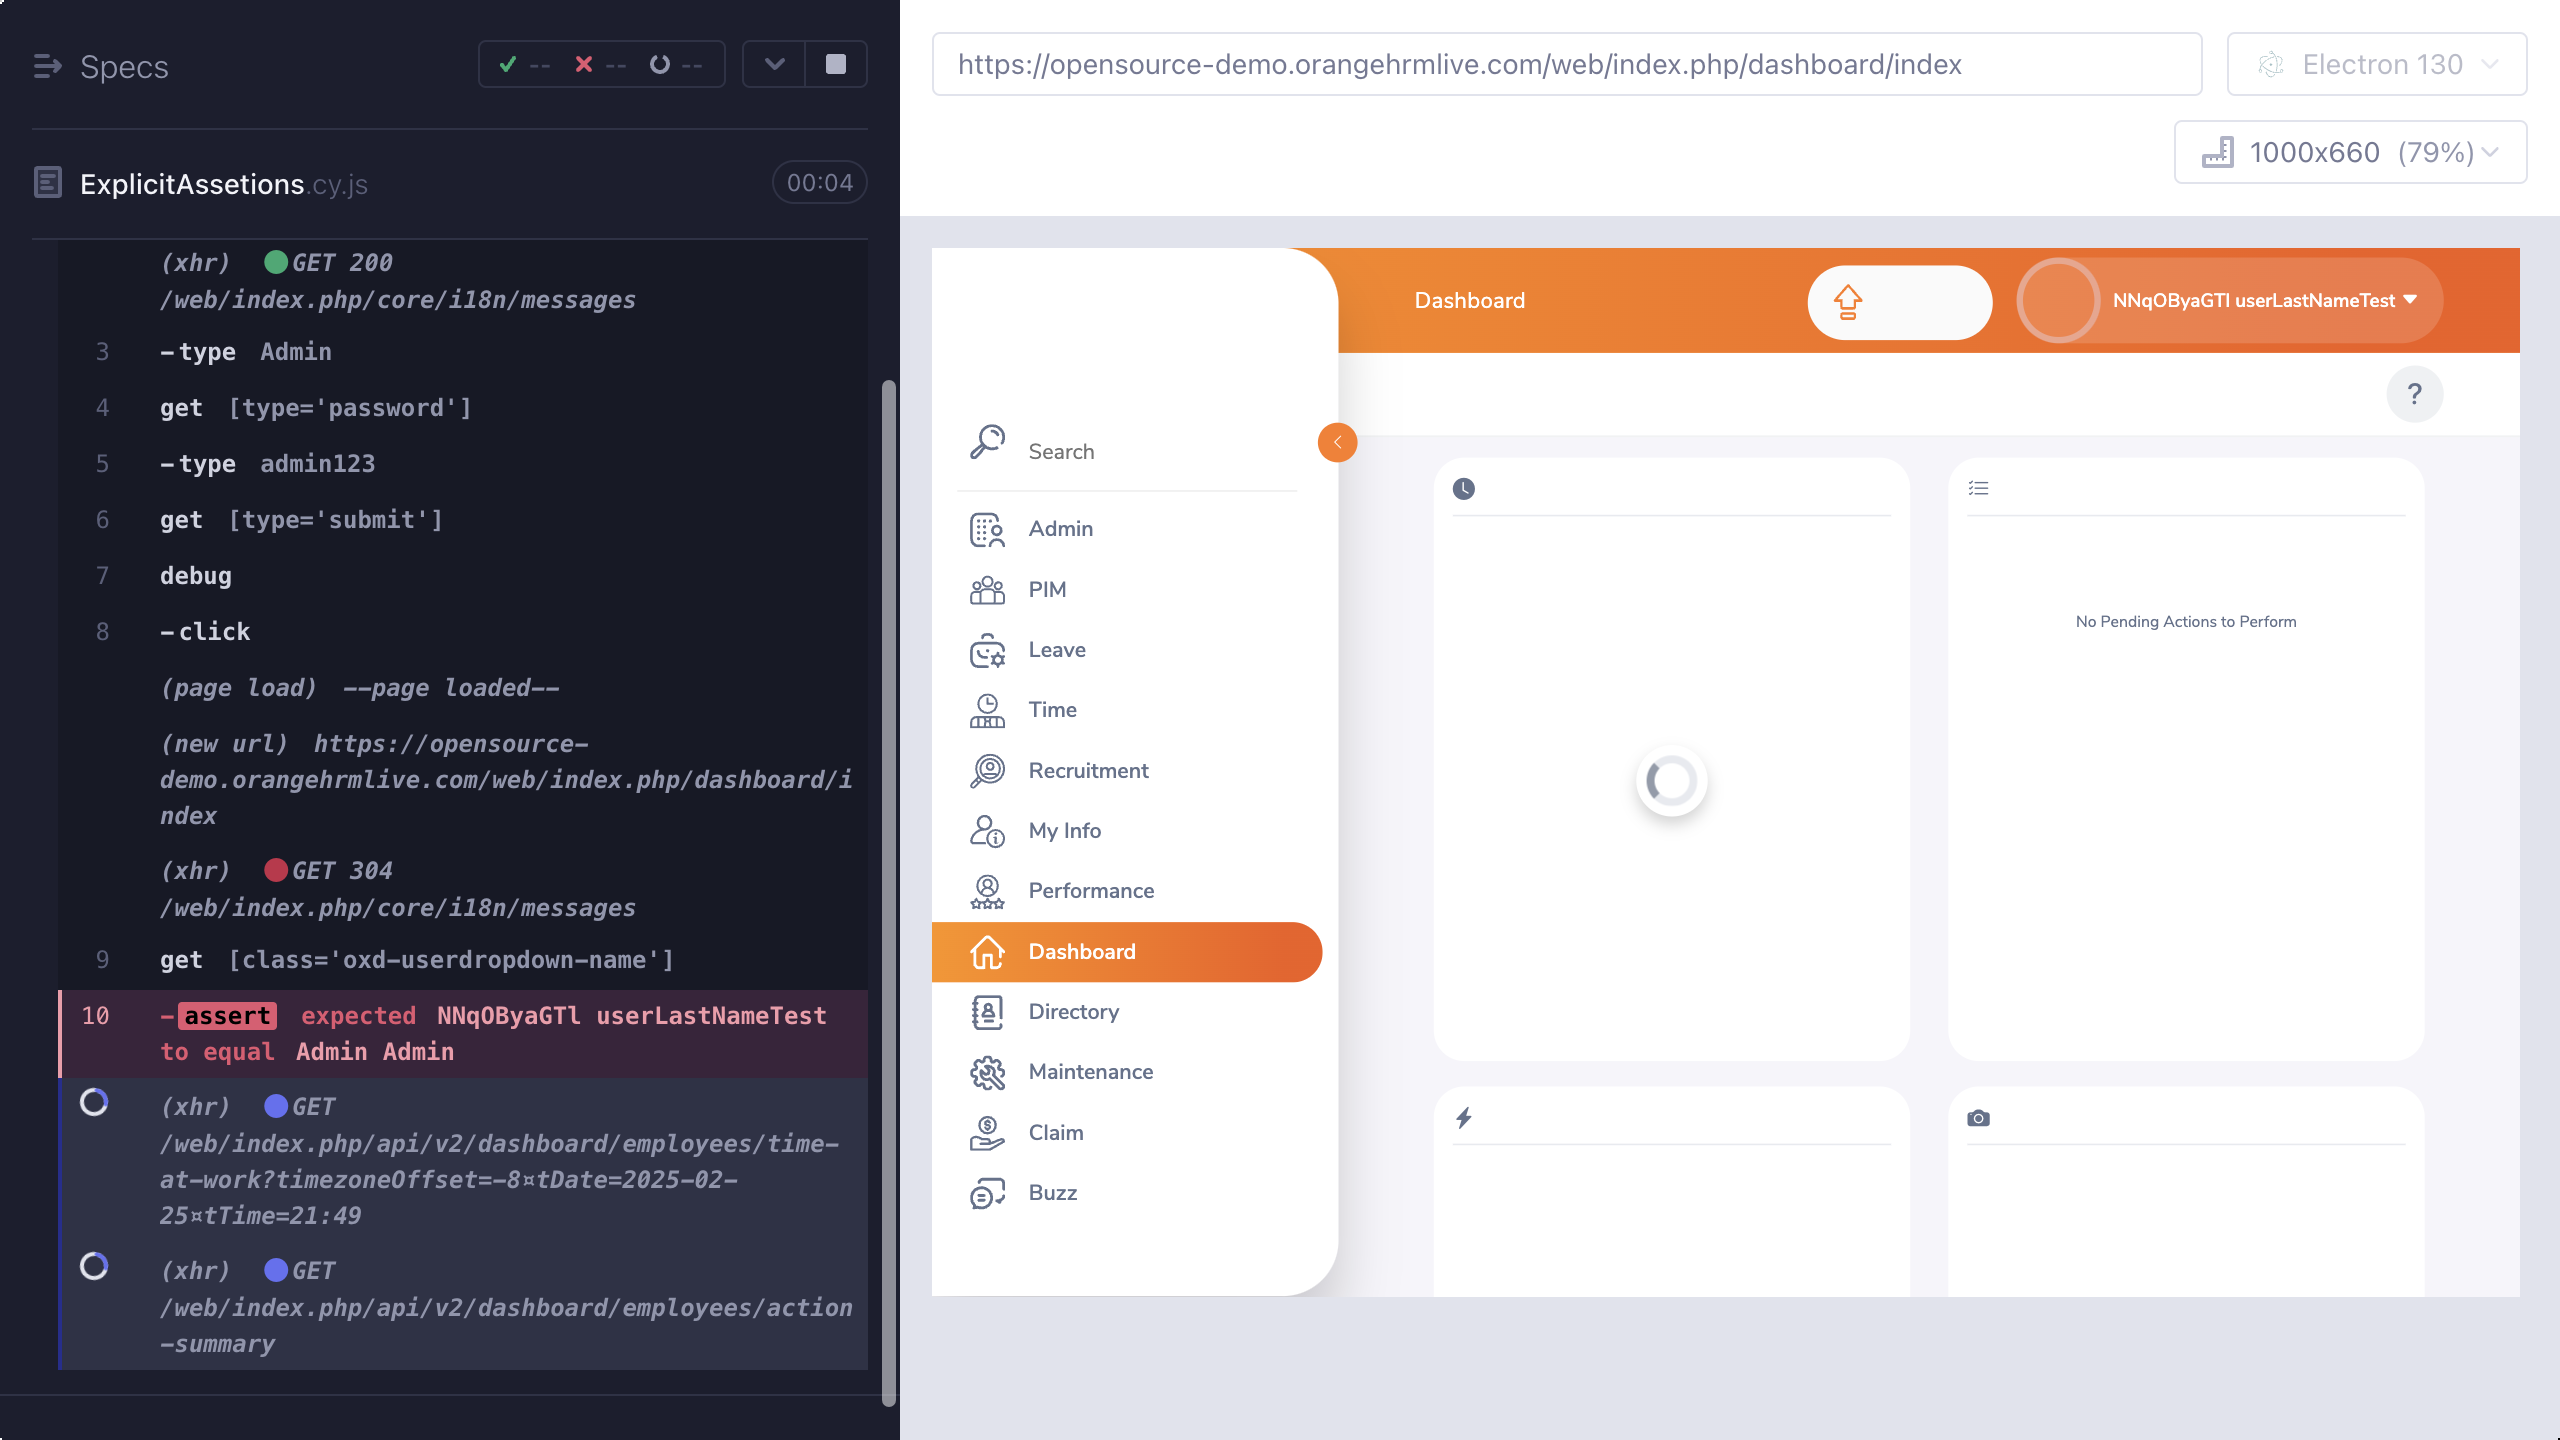 Specs
-- -- --
ExplicitAssetions.cy.js 00:04
(xhr) GET 200
/web/index.php/core/i18n/messages
3 -type Admin
4 get [type='password']
5 -type admin123
6 get [type='submit']
7 debug
8 -click
(page load) --page loaded--
(new url) https://opensource-
demo.orangehrmlive.com/web/index.php/dashboard/i
ndex
(xhr) GET 304
/web/index.php/core/i18n/messages
9 get [class='oxd-userdropdown-name']
10 -assert expected NNqOByaGTl userLastNameTest
to equal Admin Admin
(xhr) GET
/web/index.php/api/v2/dashboard/employees/time-
at-work?timezoneOffset=-8¤tDate=2025-02-
25¤tTime=21:49
(xhr) GET
/web/index.php/api/v2/dashboard/employees/action
-summary
https://opensource-demo.orangehrmlive.com/web/index.php/dashboard/index
Electron 130
1000x660 (79%)
Dashboard
NNqOByaGTl userLastNameTest
?
Search
Admin
PIM
Leave
Time
Recruitment
My Info
Performance
Dashboard
Directory
Maintenance
Claim
Buzz
No Pending Actions to Perform